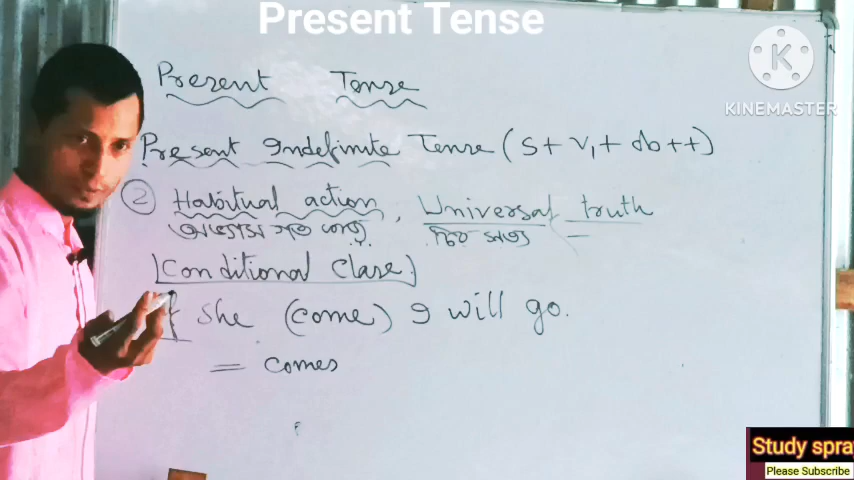 Present Tense
KINEMASTER
Present Tense
Present Indefinite Tense (S+ V1+ ob++)
② Habitual action, Universal truth
চির সত্য
Conditional Clase
If She (come) I will go.
= comes
Study spra
Please Subscribe